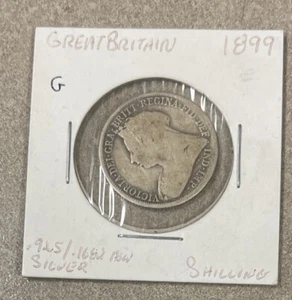 GREAT BRITAIN 1899
G
VICTORIA·DEI·GRA·BRITT·REGINA·FID·DEF·IND·IMP·
.925/.1682 ASW
SILVER
SHILLING